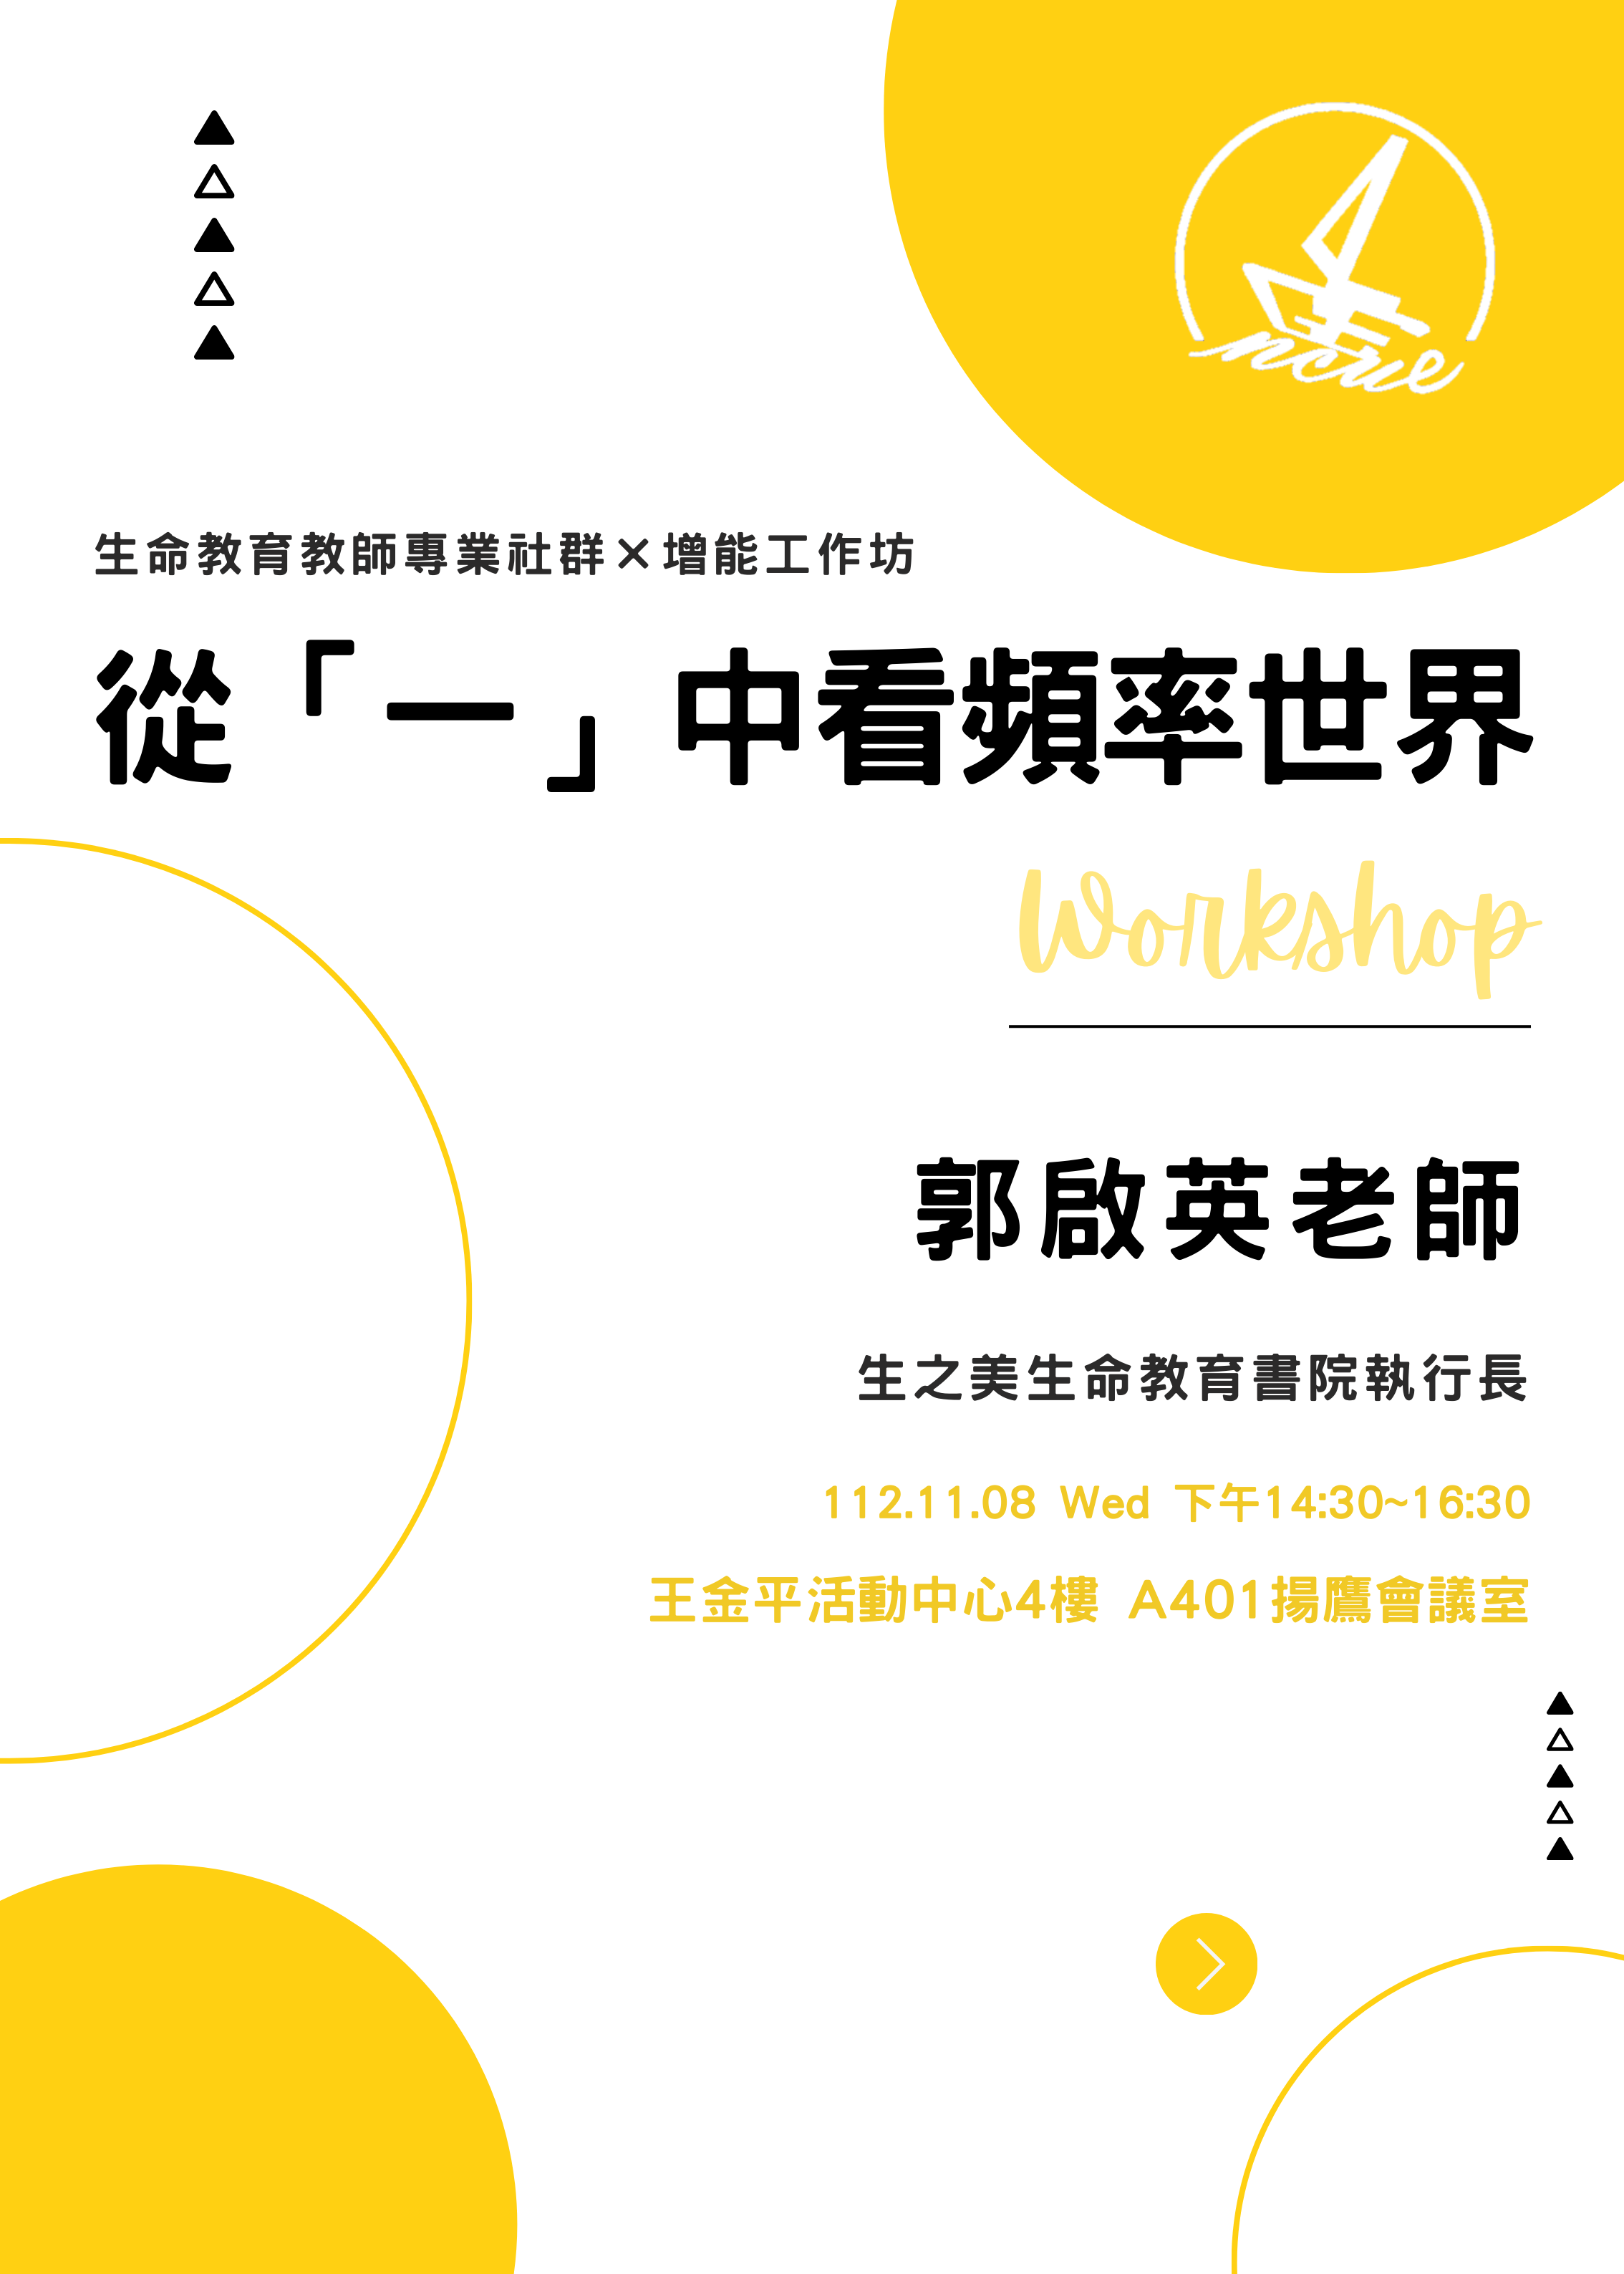 ncue
生命教育教師專業社群×增能工作坊
從「一」中看頻率世界
Workshop
郭啟英老師
生之美生命教育書院執行長
112.11.08 Wed 下午14:30~16:30
王金平活動中心4樓 A401揚鷹會議室